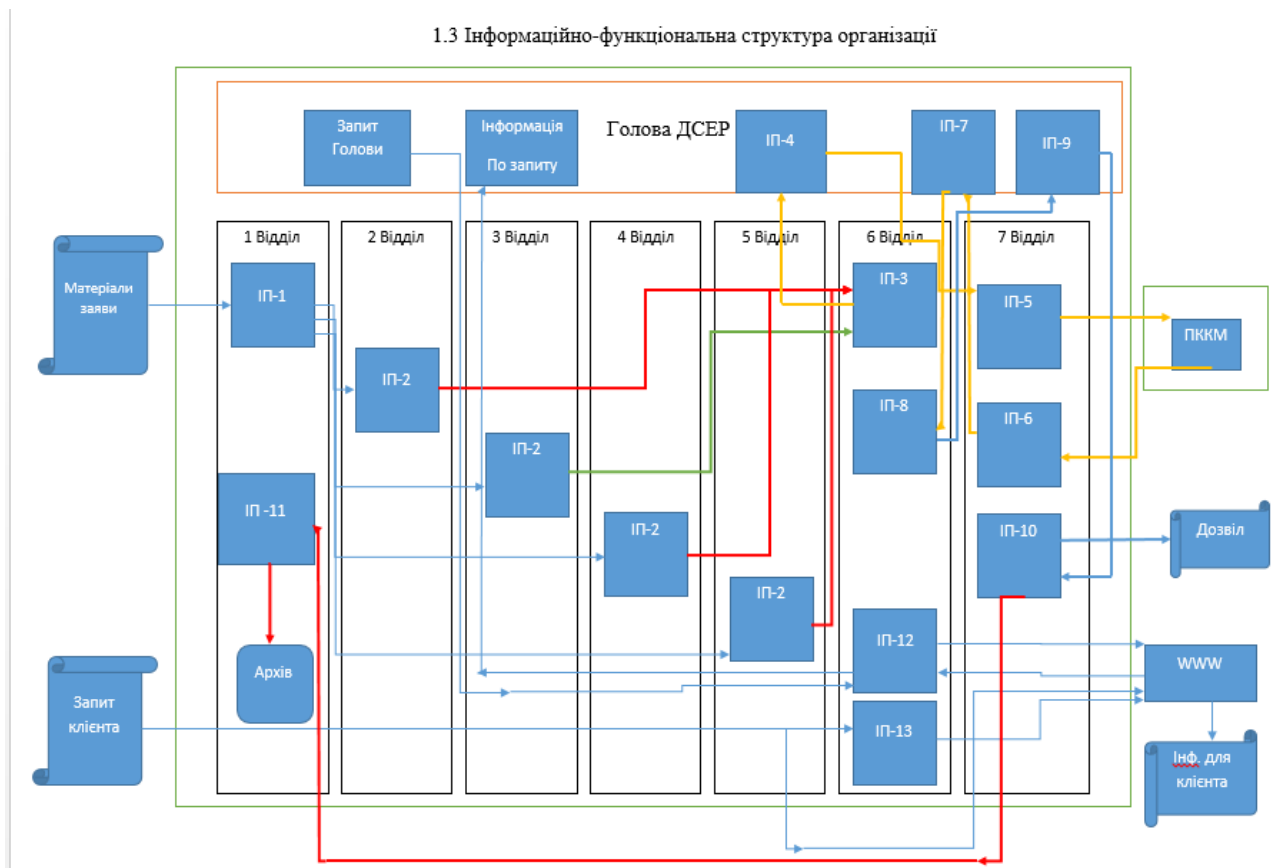 1.3 Інформаційно-функціональна структура організації
Запит
Голови
Інформація
По запиту
Голова ДСЕР
ІП-4
ІП-7
ІП-9
1 Відділ
2 Відділ
3 Відділ
4 Відділ
5 Відділ
6 Відділ
7 Відділ
Матеріали
заяви
ІП-1
ІП-3
ІП-5
ПККМ
ІП-2
ІП-8
ІП-6
ІП-2
ІП -11
ІП-2
ІП-10
Дозвіл
ІП-2
ІП-12
Архів
WWW
Запит
клієнта
ІП-13
Інф. для
клієнта